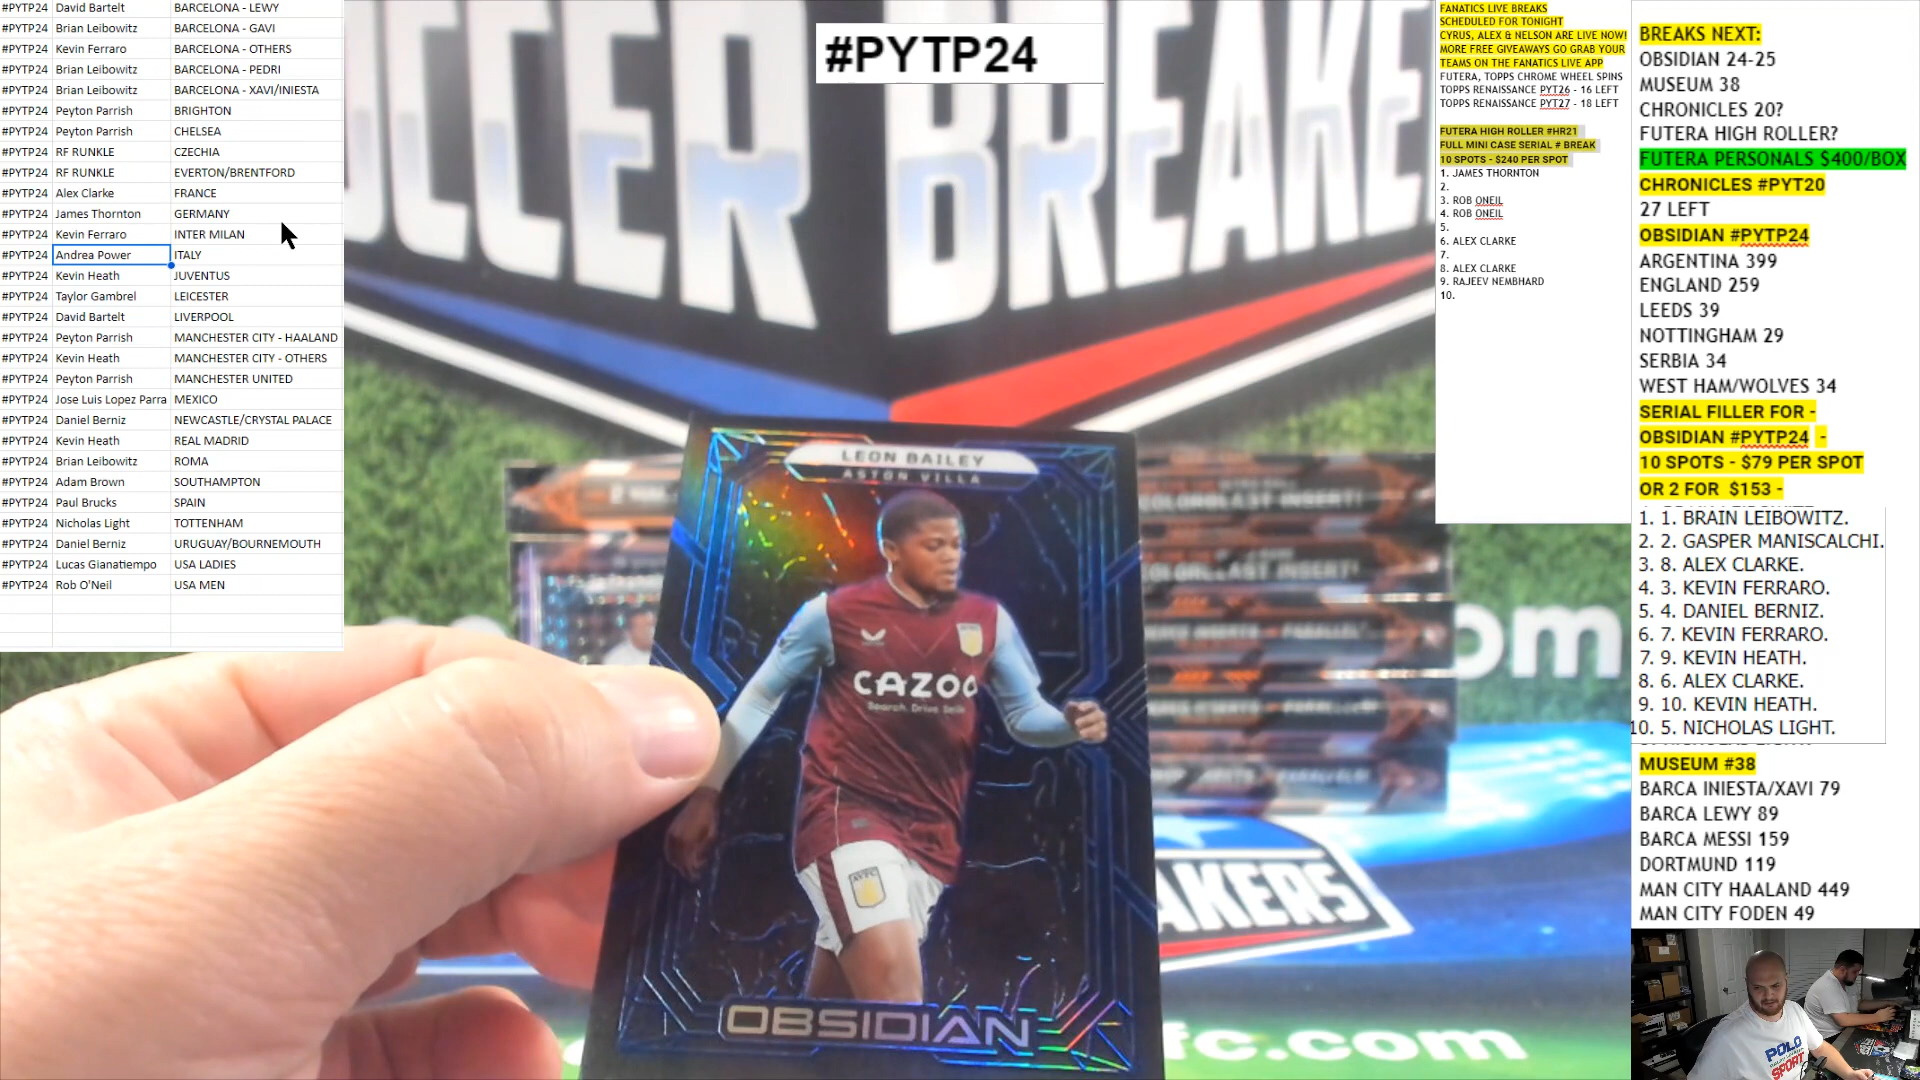 #PYTP24 David Bartelt BARCELONA - LEWY
#PYTP24 Brian Leibowitz BARCELONA - GAVI
#PYTP24 Kevin Ferraro BARCELONA - OTHERS
#PYTP24 Brian Leibowitz BARCELONA - PEDRI
#PYTP24 Brian Leibowitz BARCELONA - XAVI/INIESTA
#PYTP24 Peyton Parrish BRIGHTON
#PYTP24 Peyton Parrish CHELSEA
#PYTP24 RF RUNKLE CZECHIA
#PYTP24 RF RUNKLE EVERTON/BRENTFORD
#PYTP24 Alex Clarke FRANCE
#PYTP24 James Thornton GERMANY
#PYTP24 Kevin Ferraro INTER MILAN
#PYTP24 Andrea Power ITALY
#PYTP24 Kevin Heath JUVENTUS
#PYTP24 Taylor Gambrel LEICESTER
#PYTP24 David Bartelt LIVERPOOL
#PYTP24 Peyton Parrish MANCHESTER CITY - HAALAND
#PYTP24 Kevin Heath MANCHESTER CITY - OTHERS
#PYTP24 Peyton Parrish MANCHESTER UNITED
#PYTP24 Jose Luis Lopez Parra MEXICO
#PYTP24 Daniel Berniz NEWCASTLE/CRYSTAL PALACE
#PYTP24 Kevin Heath REAL MADRID
#PYTP24 Brian Leibowitz ROMA
#PYTP24 Adam Brown SOUTHAMPTON
#PYTP24 Paul Brucks SPAIN
#PYTP24 Nicholas Light TOTTENHAM
#PYTP24 Daniel Berniz URUGUAY/BOURNEMOUTH
#PYTP24 Lucas Gianatiempo USA LADIES
#PYTP24 Rob O'Neil USA MEN
#PYTP24
SOCCER BREAKE
LEON BAILEY
ASTON VILLA
CAZOO
Search. Drive. Sell.
AVFC
OBSIDIAN
COLORBLAST INSERT!
COLORBLAST INSERT!
om
AKERS
fc.com
FANATICS LIVE BREAKS
SCHEDULED FOR TONIGHT
CYRUS, ALEX & NELSON ARE LIVE NOW!
MORE FREE GIVEAWAYS GO GRAB YOUR
TEAMS ON THE FANATICS LIVE APP
FUTERA, TOPPS CHROME WHEEL SPINS
TOPPS RENAISSANCE PYT26 - 16 LEFT
TOPPS RENAISSANCE PYT27 - 18 LEFT
FUTERA HIGH ROLLER #HR21
FULL MINI CASE SERIAL # BREAK
10 SPOTS - $240 PER SPOT
1. JAMES THORNTON
2.
3. ROB ONEIL
4. ROB ONEIL
5.
6. ALEX CLARKE
7.
8. ALEX CLARKE
9. RAJEEV NEMBHARD
10.
BREAKS NEXT:
OBSIDIAN 24-25
MUSEUM 38
CHRONICLES 20?
FUTERA HIGH ROLLER?
FUTERA PERSONALS $400/BOX
CHRONICLES #PYT20
27 LEFT
OBSIDIAN #PYTP24
ARGENTINA 399
ENGLAND 259
LEEDS 39
NOTTINGHAM 29
SERBIA 34
WEST HAM/WOLVES 34
SERIAL FILLER FOR -
OBSIDIAN #PYTP24 -
10 SPOTS - $79 PER SPOT
OR 2 FOR $153 -
1. 1. BRAIN LEIBOWITZ.
2. 2. GASPER MANISCALCHI.
3. 8. ALEX CLARKE.
4. 3. KEVIN FERRARO.
5. 4. DANIEL BERNIZ.
6. 7. KEVIN FERRARO.
7. 9. KEVIN HEATH.
8. 6. ALEX CLARKE.
9. 10. KEVIN HEATH.
10. 5. NICHOLAS LIGHT.
MUSEUM #38
BARCA INIESTA/XAVI 79
BARCA LEWY 89
BARCA MESSI 159
DORTMUND 119
MAN CITY HAALAND 449
MAN CITY FODEN 49
POLO
SPORT